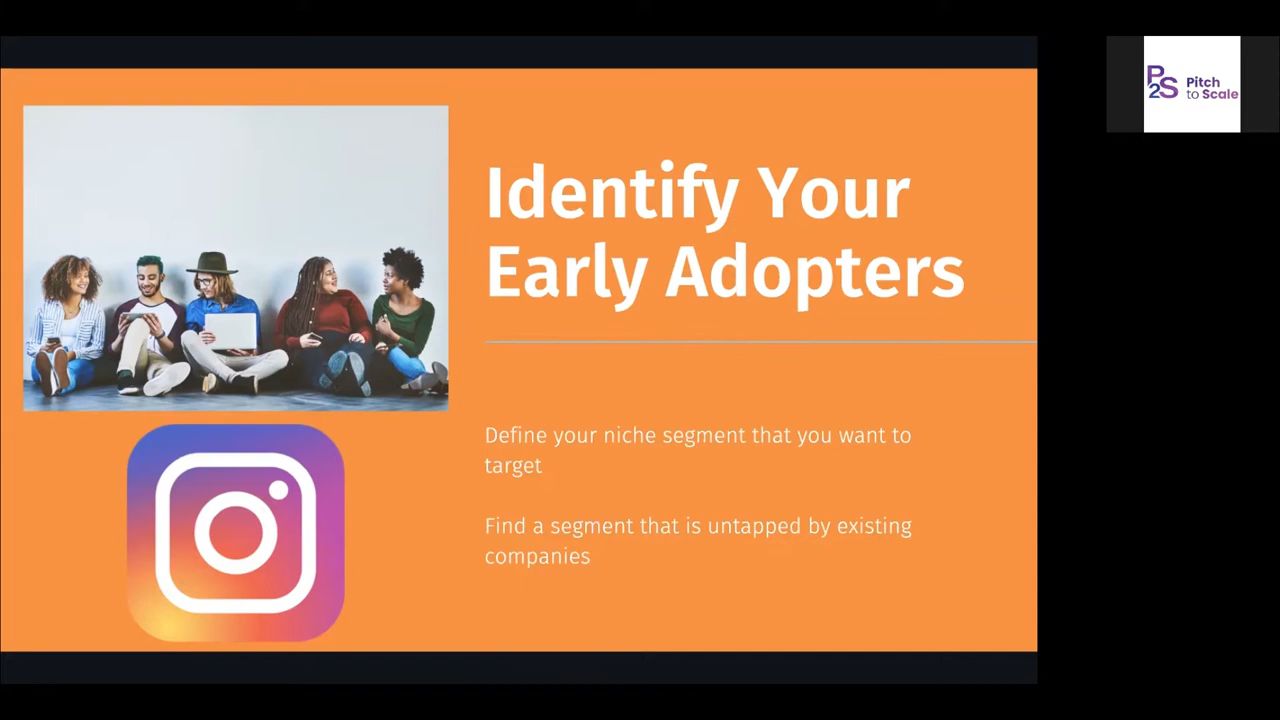 Identify Your
Early Adopters
Define your niche segment that you want to
target
Find a segment that is untapped by existing
companies
P2S
Pitch
to Scale